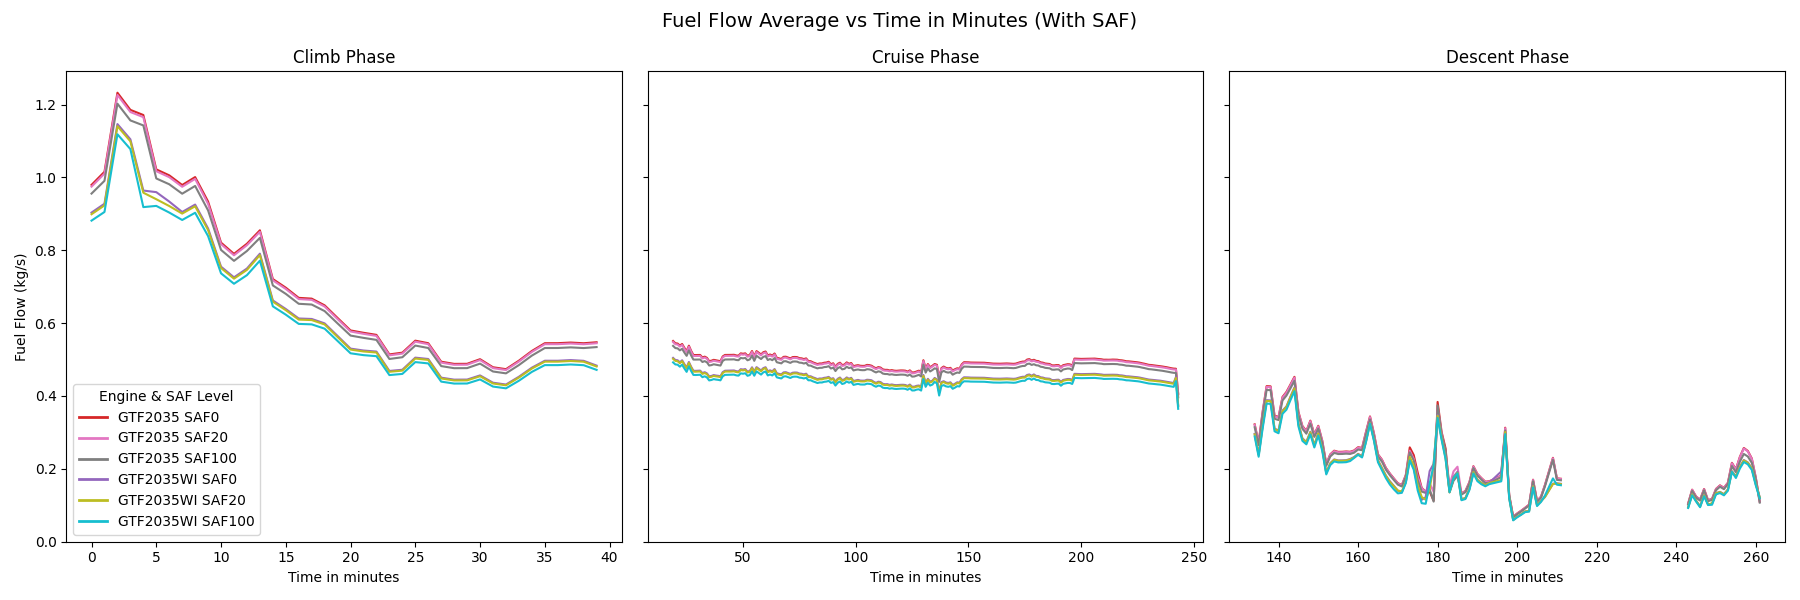 Fuel Flow Average vs Time in Minutes (With SAF)
Climb Phase
Fuel Flow (kg/s)
1.2
1.0
0.8
0.6
0.4
0.2
0.0
Engine & SAF Level
GTF2035 SAF0
GTF2035 SAF20
GTF2035 SAF100
GTF2035WI SAF0
GTF2035WI SAF20
GTF2035WI SAF100
0 5 10 15 20 25 30 35 40
Time in minutes
Cruise Phase
50 100 150 200 250
Time in minutes
Descent Phase
140 160 180 200 220 240 260
Time in minutes